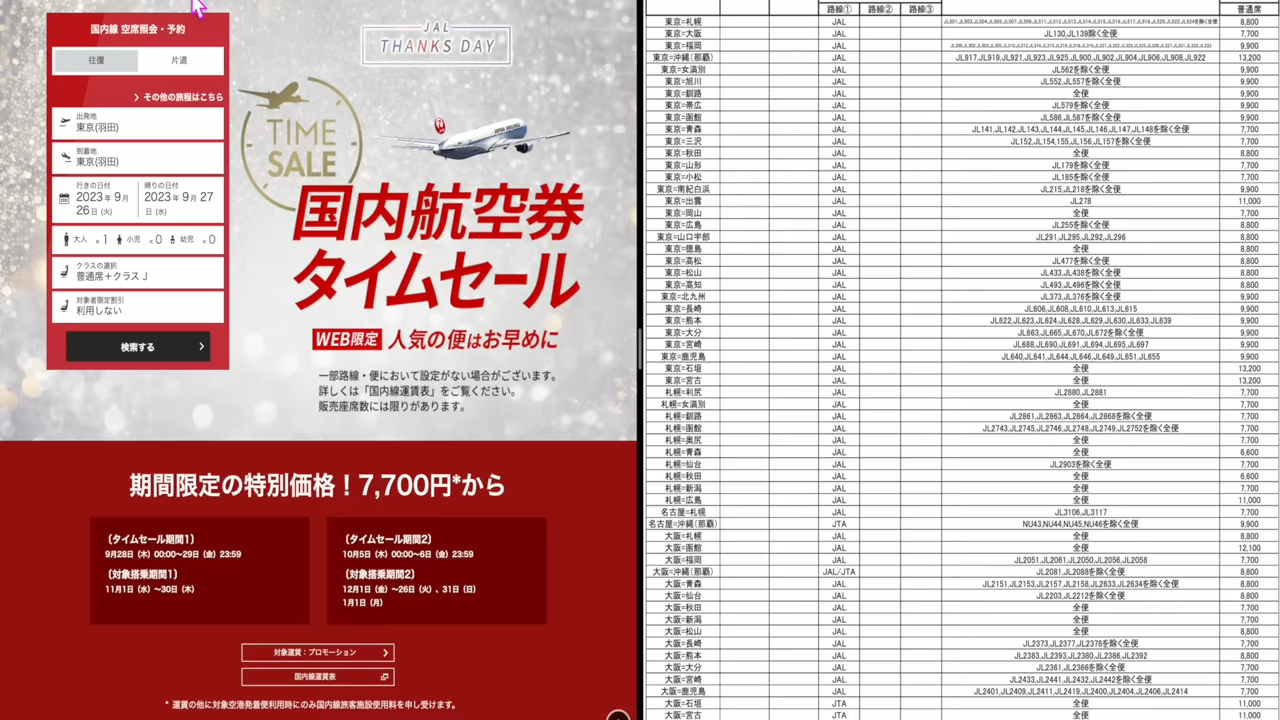 国内線 空席照会・予約
往復
片道
その他の旅程はこちら
出発地
東京(羽田)
到着地
東京(羽田)
行きの日付
2023年 9月
26日 (火)
帰りの日付
2023年 9月 27
日 (水)
大人 ×1 小児 ×0 幼児 ×0
クラスの選択
普通席+クラス J
対象者限定割引
利用しない
検索する
JAL
THANKS DAY
TIME
SALE
JAPAN AIRLINES
国内航空券
タイムセール
WEB限定 人気の便はお早めに
一部路線・便において設定がない場合がございます。
詳しくは「国内線運賃表」をご覧ください。
販売座席数には限りがあります。
期間限定の特別価格!7,700円*から
(タイムセール期間1)
9月28日 (木) 00:00~29日 (金) 23:59
(対象搭乗期間1)
11月1日 (水) ~30日 (木)
(タイムセール期間2)
10月5日 (木) 00:00~6日 (金) 23:59
(対象搭乗期間2)
12月1日 (金) ~26日 (火) 、31日 (日)
1月1日 (月)
対象運賃:プロモーション
国内線運賃表
* 運賃の他に対象空港発着便利用時にのみ国内線旅客施設使用料を申し受けます。
路線① 路線② 路線③ 普通席
東京=札幌 JAL 8,800
東京=大阪 JAL JL130,JL139除く全便 7,700
東京=福岡 JAL 9,900
東京=沖縄(那覇) JAL JL917,JL919,JL921,JL923,JL925,JL900,JL902,JL904,JL906,JL908,JL922 13,200
東京=女満別 JAL JL562を除く全便 9,900
東京=旭川 JAL JL552,JL557を除く全便 9,900
東京=釧路 JAL 全便 9,900
東京=帯広 JAL JL579を除く全便 9,900
東京=函館 JAL JL586,JL587を除く全便 9,900
東京=青森 JAL JL141,JL142,JL143,JL144,JL145,JL146,JL147,JL148を除く全便 7,700
東京=三沢 JAL JL152,JL154,155,JL156,JL157を除く全便 7,700
東京=秋田 JAL 全便 8,800
東京=山形 JAL JL179を除く全便 7,700
東京=小松 JAL JL185を除く全便 7,700
東京=南紀白浜 JAL JL215,JL218を除く全便 9,900
東京=出雲 JAL JL278 11,000
東京=岡山 JAL 全便 7,700
東京=広島 JAL JL255を除く全便 8,800
東京=山口宇部 JAL JL291,JL295,JL292,JL296 8,800
東京=徳島 JAL 全便 8,800
東京=高松 JAL JL477を除く全便 8,800
東京=松山 JAL JL433,JL438を除く全便 8,800
東京=高知 JAL JL493,JL496を除く全便 8,800
東京=北九州 JAL JL373,JL376を除く全便 9,900
東京=長崎 JAL JL606,JL608,JL610,JL613,JL615 9,900
東京=熊本 JAL JL622,JL623,JL624,JL628,JL629,JL630,JL633,JL639 9,900
東京=大分 JAL JL663,JL665,JL670,JL672を除く全便 9,900
東京=宮崎 JAL JL688,JL690,JL691,JL694,JL695,JL697 9,900
東京=鹿児島 JAL JL640,JL641,JL644,JL646,JL649,JL651,JL655 9,900
東京=石垣 JAL 全便 13,200
東京=宮古 JAL 全便 13,200
札幌=利尻 JAL JL2880,JL2881 7,700
札幌=女満別 JAL 全便 7,700
札幌=釧路 JAL JL2861,JL2863,JL2864,JL2868を除く全便 7,700
札幌=函館 JAL JL2743,JL2745,JL2746,JL2748,JL2749,JL2752を除く全便 7,700
札幌=奥尻 JAL 全便 7,700
札幌=青森 JAL 全便 6,600
札幌=仙台 JAL JL2903を除く全便 7,700
札幌=秋田 JAL 全便 6,600
札幌=新潟 JAL 全便 7,700
札幌=広島 JAL 全便 11,000
名古屋=札幌 JAL JL3106,JL3117 7,700
名古屋=沖縄(那覇) JTA NU43,NU44,NU45,NU46を除く全便 9,900
大阪=札幌 JAL 全便 8,800
大阪=函館 JAL 全便 12,100
大阪=福岡 JAL JL2051,JL2061,JL2050,JL2056,JL2058 7,700
大阪=沖縄(那覇) JAL/JTA JL2081,JL2088を除く全便 8,800
大阪=青森 JAL JL2151,JL2153,JL2157,JL2158,JL2633,JL2634を除く全便 8,800
大阪=仙台 JAL JL2203,JL2212を除く全便 8,800
大阪=秋田 JAL 全便 7,700
大阪=新潟 JAL 全便 7,700
大阪=松山 JAL 全便 8,800
大阪=長崎 JAL JL2373,JL2377,JL2378を除く全便 7,700
大阪=熊本 JAL JL2383,JL2393,JL2380,JL2386,JL2392 8,800
大阪=大分 JAL JL2361,JL2366を除く全便 7,700
大阪=宮崎 JAL JL2433,JL2441,JL2432,JL2442を除く全便 7,700
大阪=鹿児島 JAL JL2401,JL2409,JL2411,JL2419,JL2400,JL2404,JL2406,JL2414 7,700
大阪=石垣 JTA 全便 11,000
大阪=宮古 JTA 全便 11,000